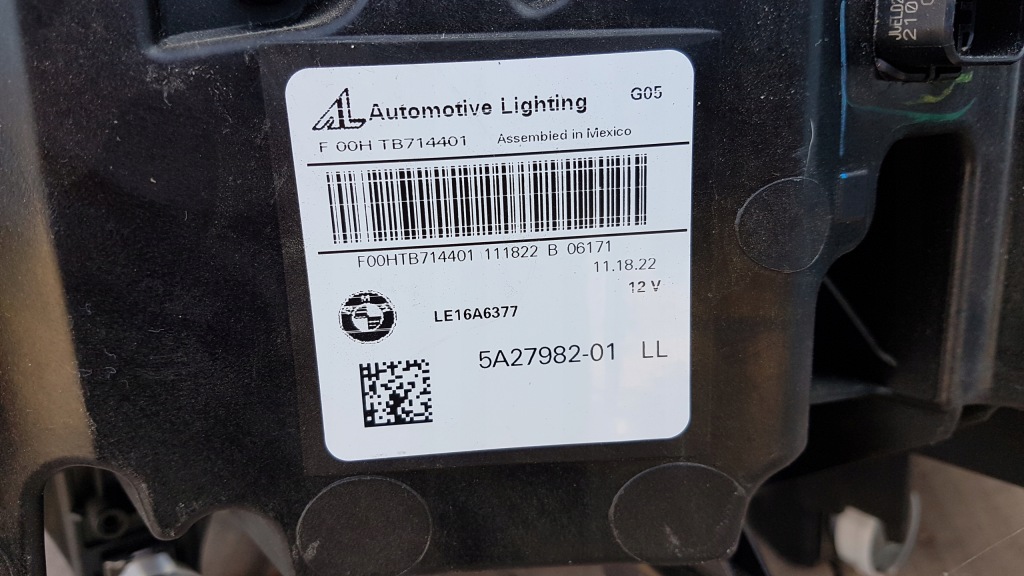 Automotive Lighting
G05
F 00H TB714401
Assembled in Mexico
F00HTB714401 111822 B 06171
11.18.22
12 V
LE16A6377
5A27982-01 LL